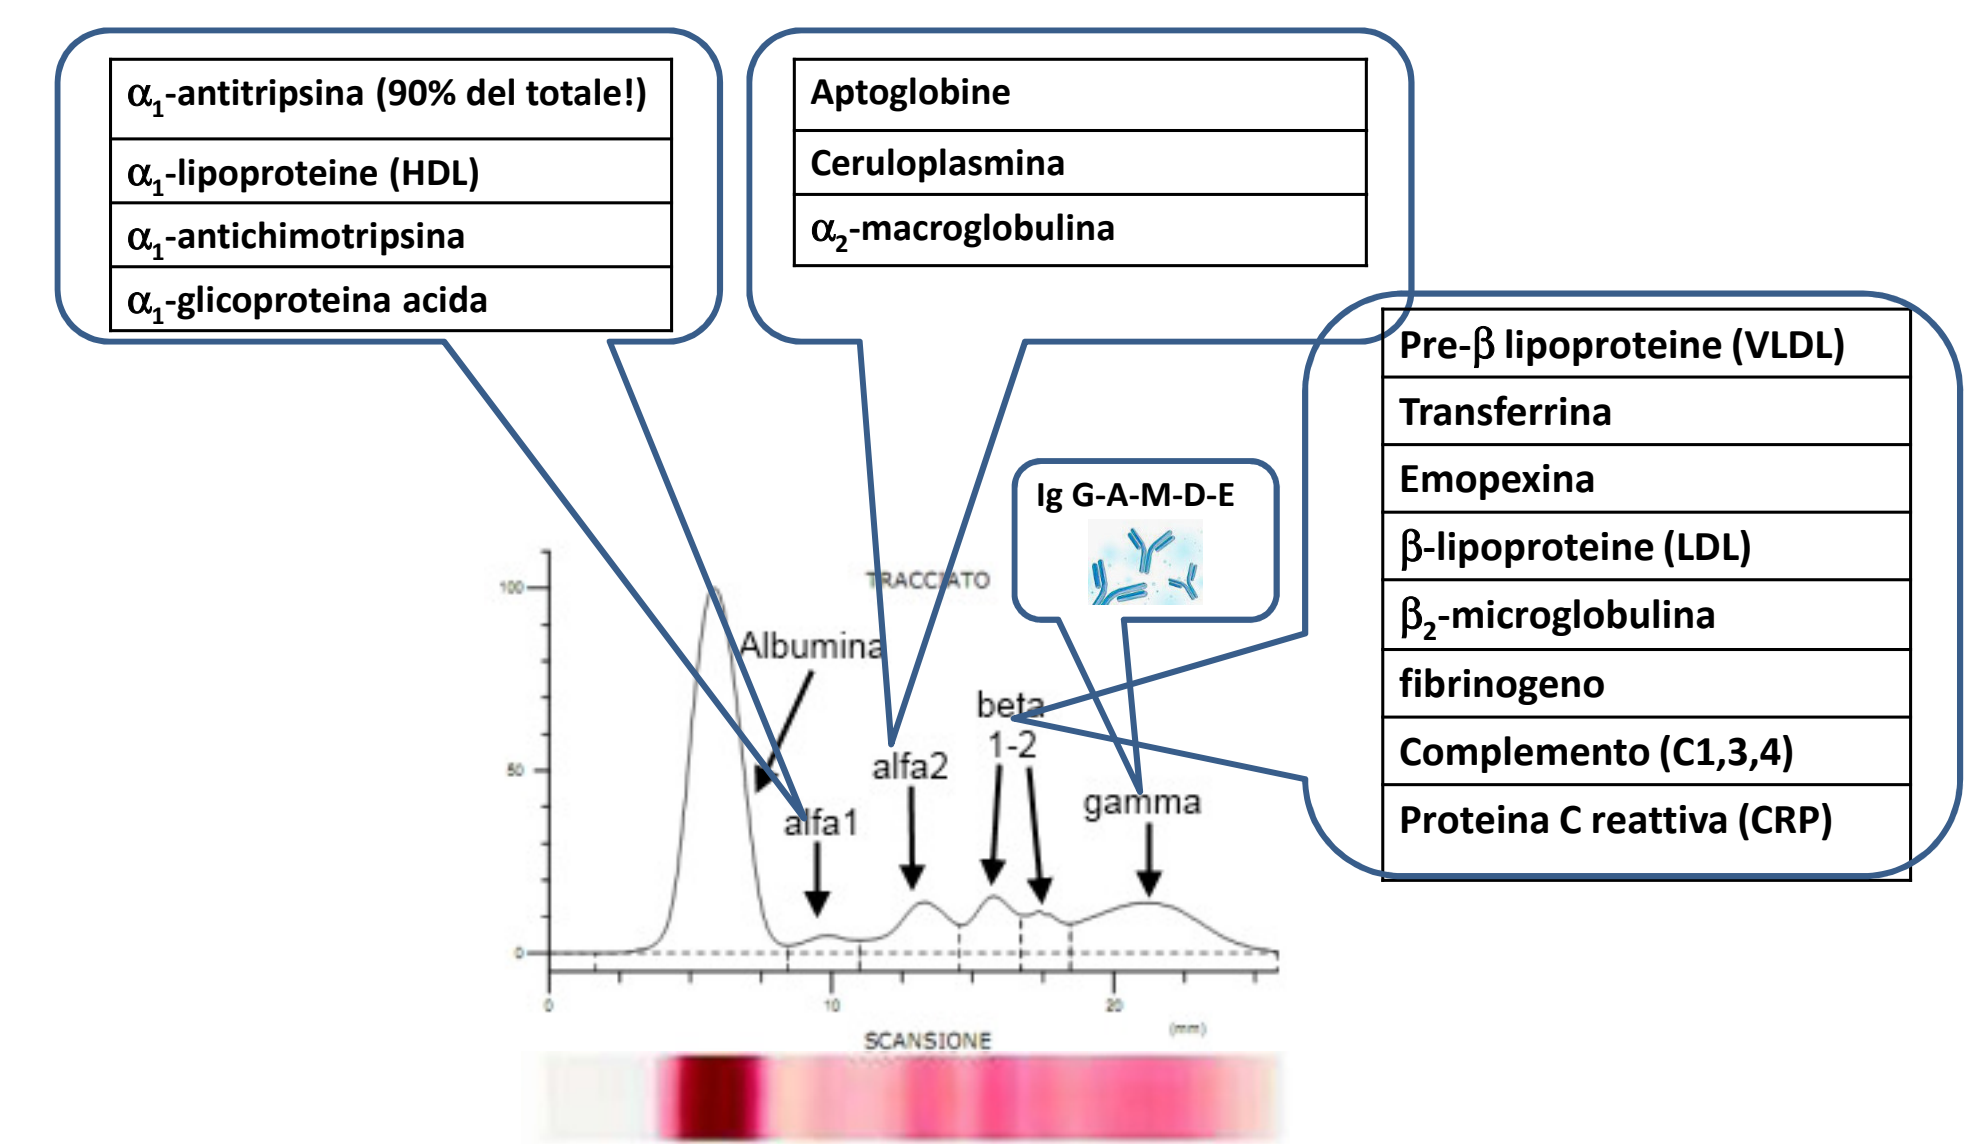 α1-antitripsina (90% del totale!)
α1-lipoproteine (HDL)
α1-antichimotripsina
α1-glicoproteina acida
Aptoglobine
Ceruloplasmina
α2-macroglobulina
Pre-β lipoproteine (VLDL)
Transferrina
Emopexina
β-lipoproteine (LDL)
β2-microglobulina
fibrinogeno
Complemento (C1,3,4)
Proteina C reattiva (CRP)
Ig G-A-M-D-E
TRACCIATO
100
Albumina
beta
1-2
50
alfa2
alfa1
gamma
0
0
10
20
(mm)
SCANSIONE